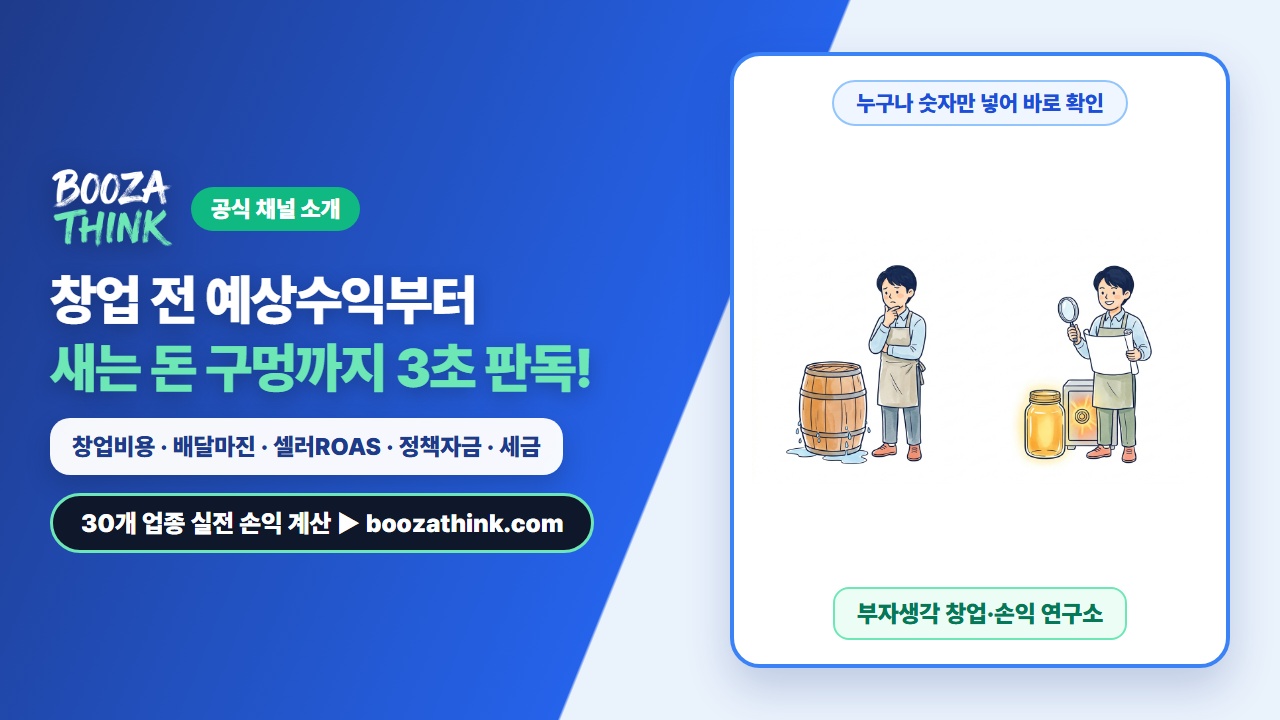 BOOZA
THINK
공식 채널 소개
창업 전 예상수익부터
새는 돈 구멍까지 3초 판독!
창업비용 · 배달마진 · 셀러ROAS · 정책자금 · 세금
30개 업종 실전 손익 계산 ▶ boozathink.com
누구나 숫자만 넣어 바로 확인
부자생각 창업·손익 연구소